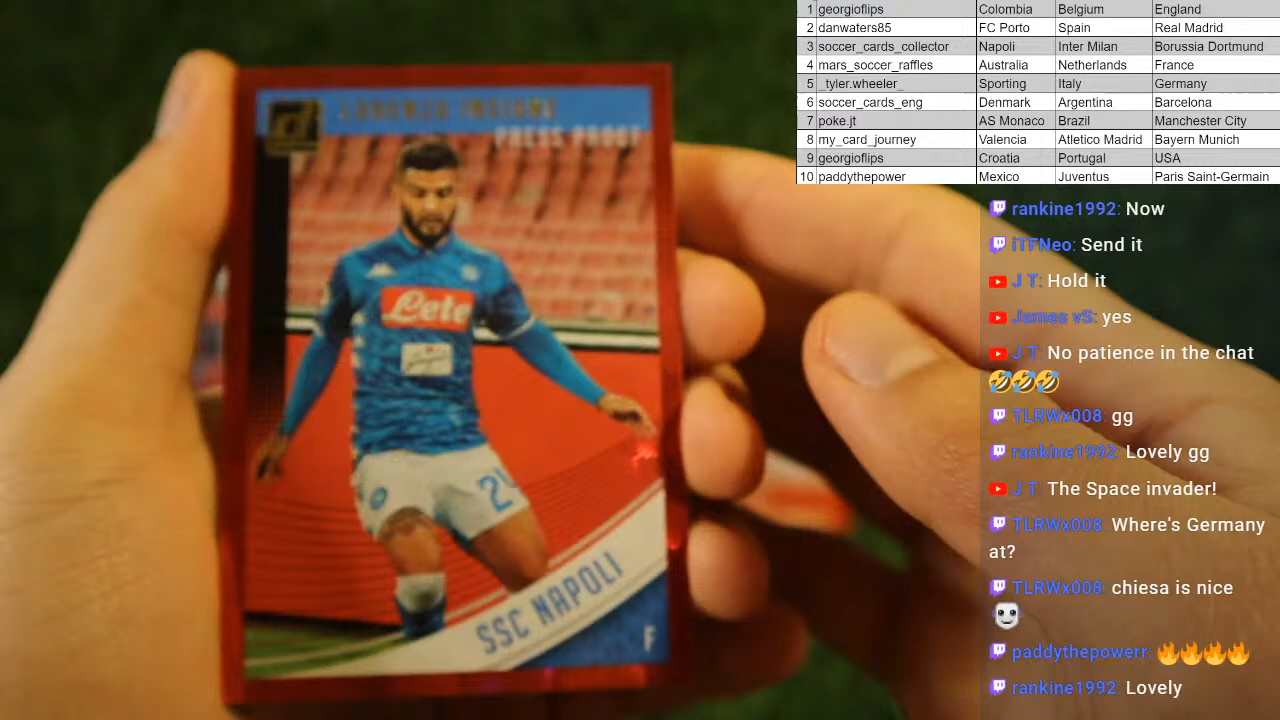 1 georgioflips Colombia Belgium England
2 danwaters85 FC Porto Spain Real Madrid
3 soccer_cards_collector Napoli Inter Milan Borussia Dortmund
4 mars_soccer_raffles Australia Netherlands France
5 _tyler.wheeler_ Sporting Italy Germany
6 soccer_cards_eng Denmark Argentina Barcelona
7 poke.jt AS Monaco Brazil Manchester City
8 my_card_journey Valencia Atletico Madrid Bayern Munich
9 georgioflips Croatia Portugal USA
10 paddythepower Mexico Juventus Paris Saint-Germain
d LORENZO INSIGNE
PRESS PROOF
Lete
24
SSC NAPOLI
F
rankine1992: Now
iTFNeo: Send it
J T: Hold it
James vS: yes
J T: No patience in the chat
🤣🤣🤣
TLRWx008: gg
rankine1992: Lovely gg
J T: The Space invader!
TLRWx008: Where's Germany
at?
TLRWx008: chiesa is nice
paddythepowerr: 🔥🔥🔥🔥
rankine1992: Lovely